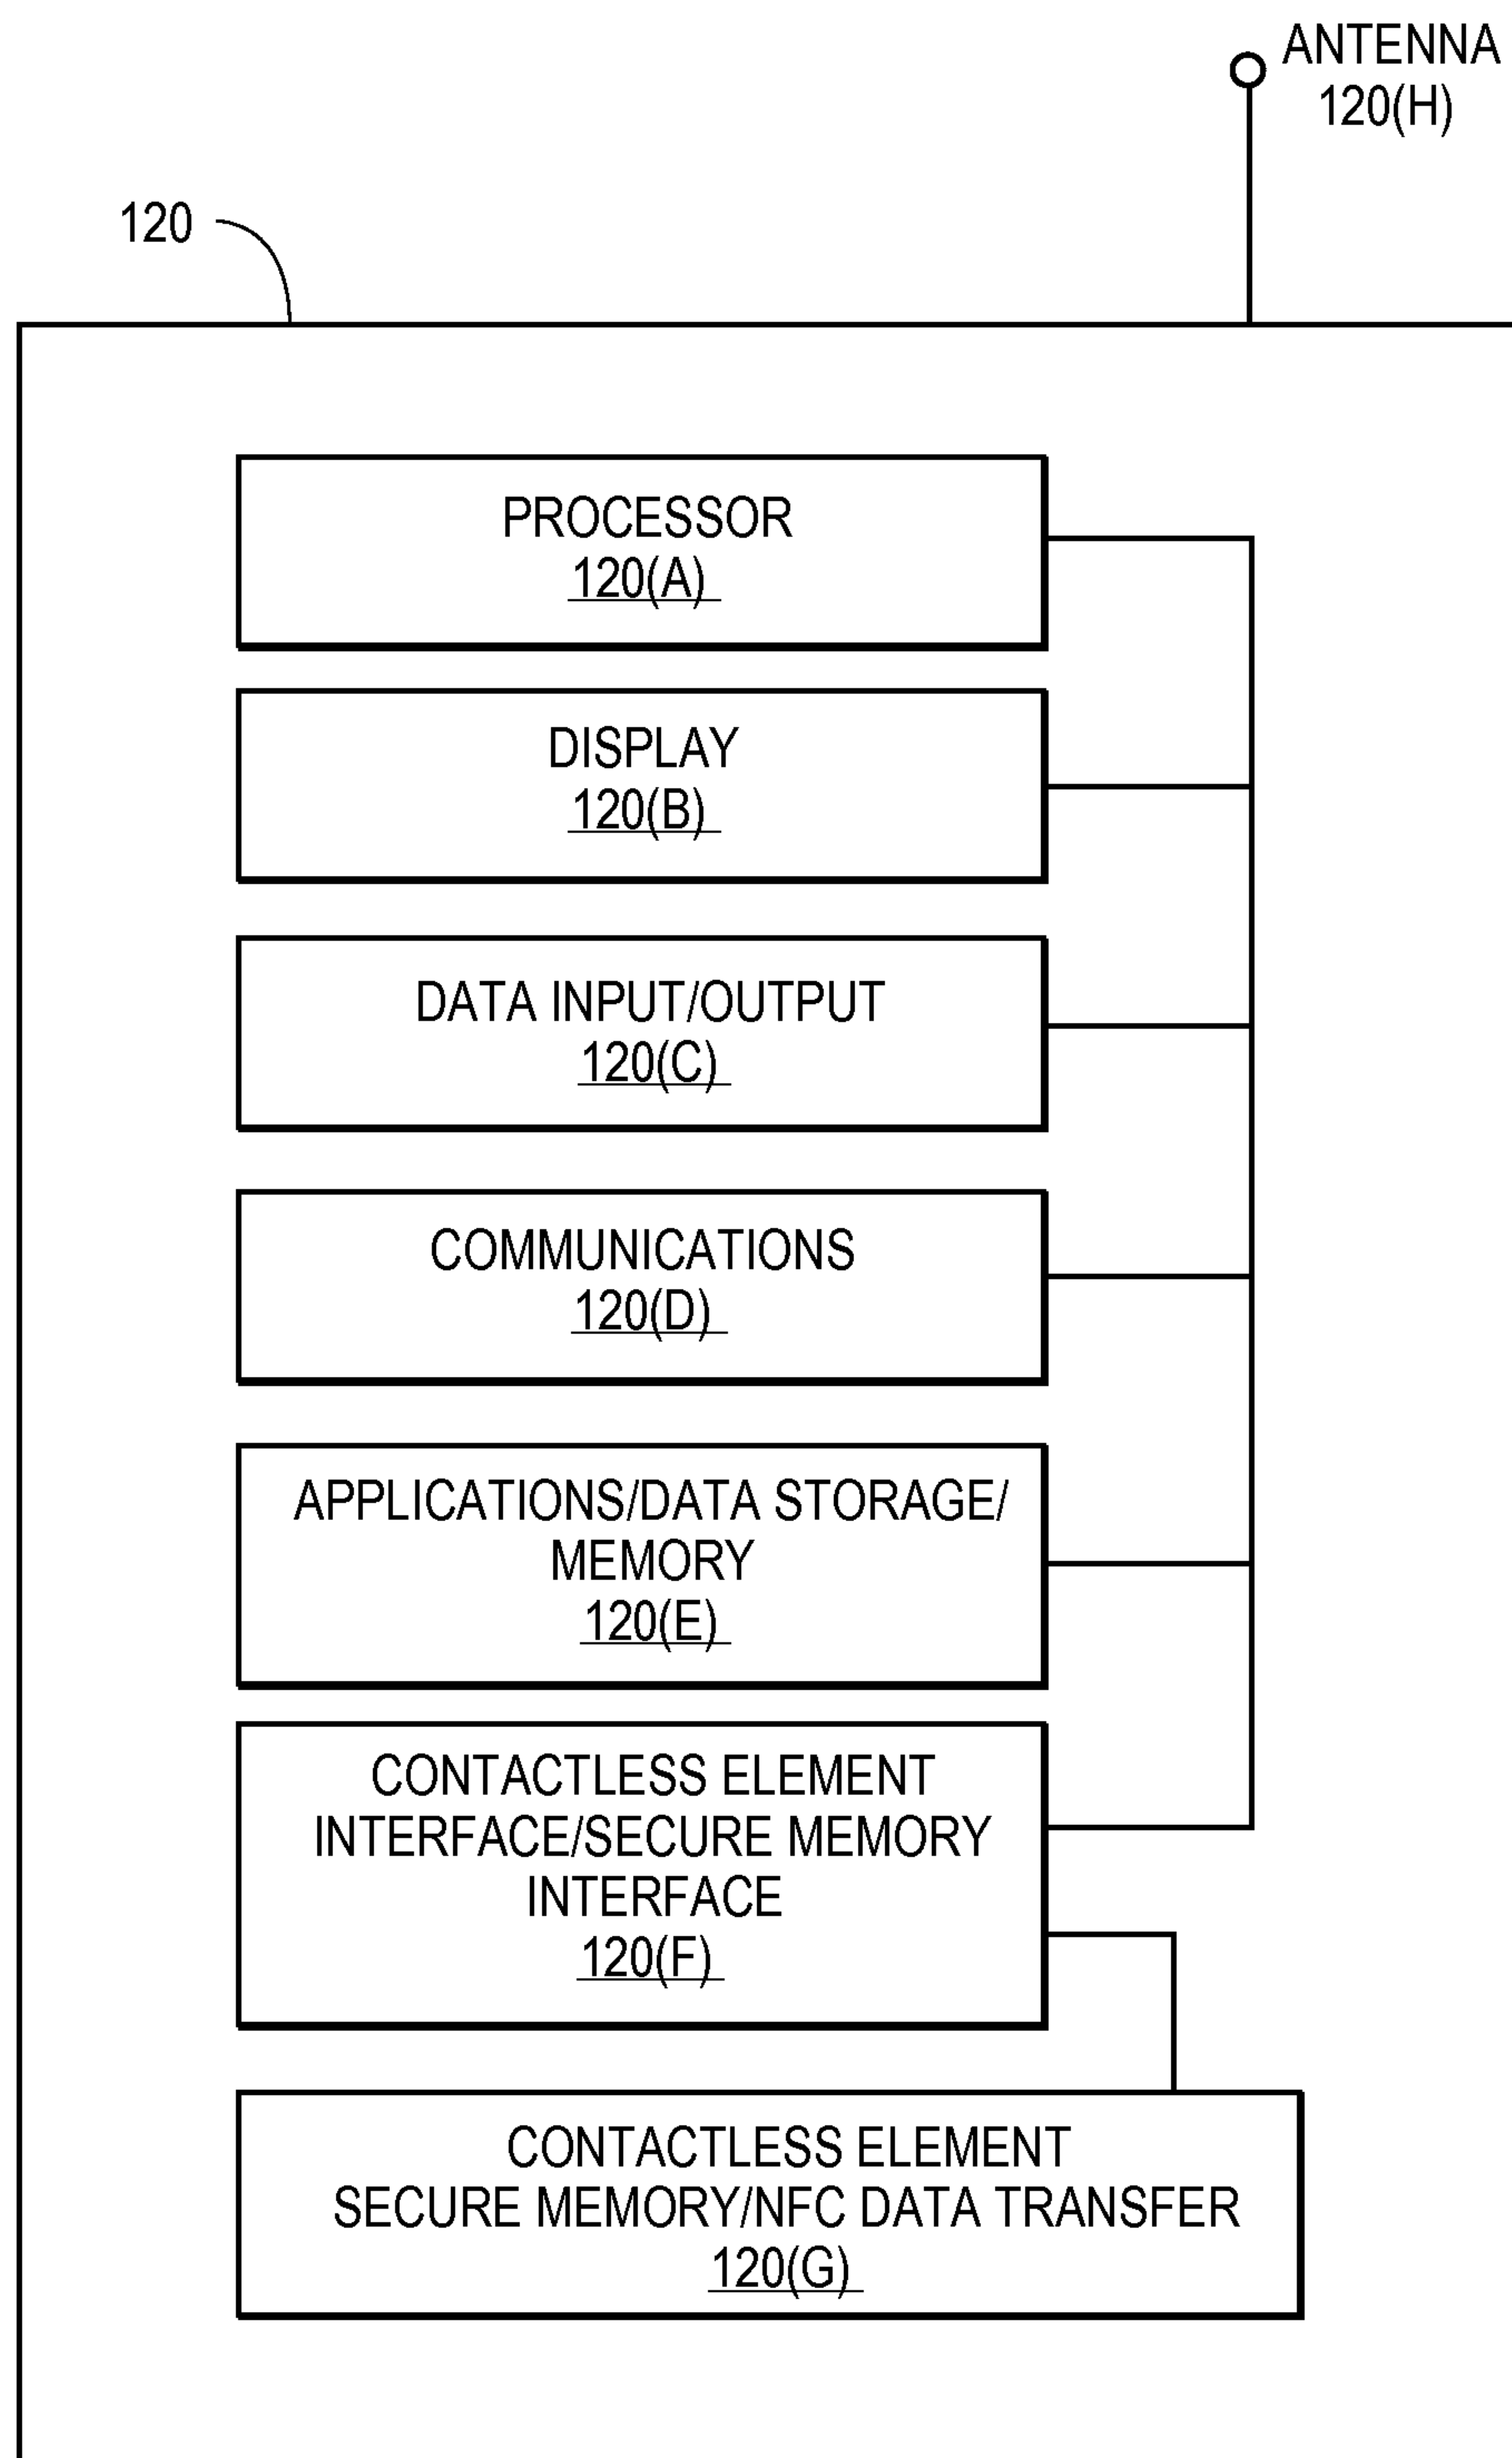 ANTENNA
120(H)
120
PROCESSOR
120(A)
DISPLAY
120(B)
DATA INPUT/OUTPUT
120(C)
COMMUNICATIONS
120(D)
APPLICATIONS/DATA STORAGE/
MEMORY
120(E)
CONTACTLESS ELEMENT
INTERFACE/SECURE MEMORY
INTERFACE
120(F)
CONTACTLESS ELEMENT
SECURE MEMORY/NFC DATA TRANSFER
120(G)